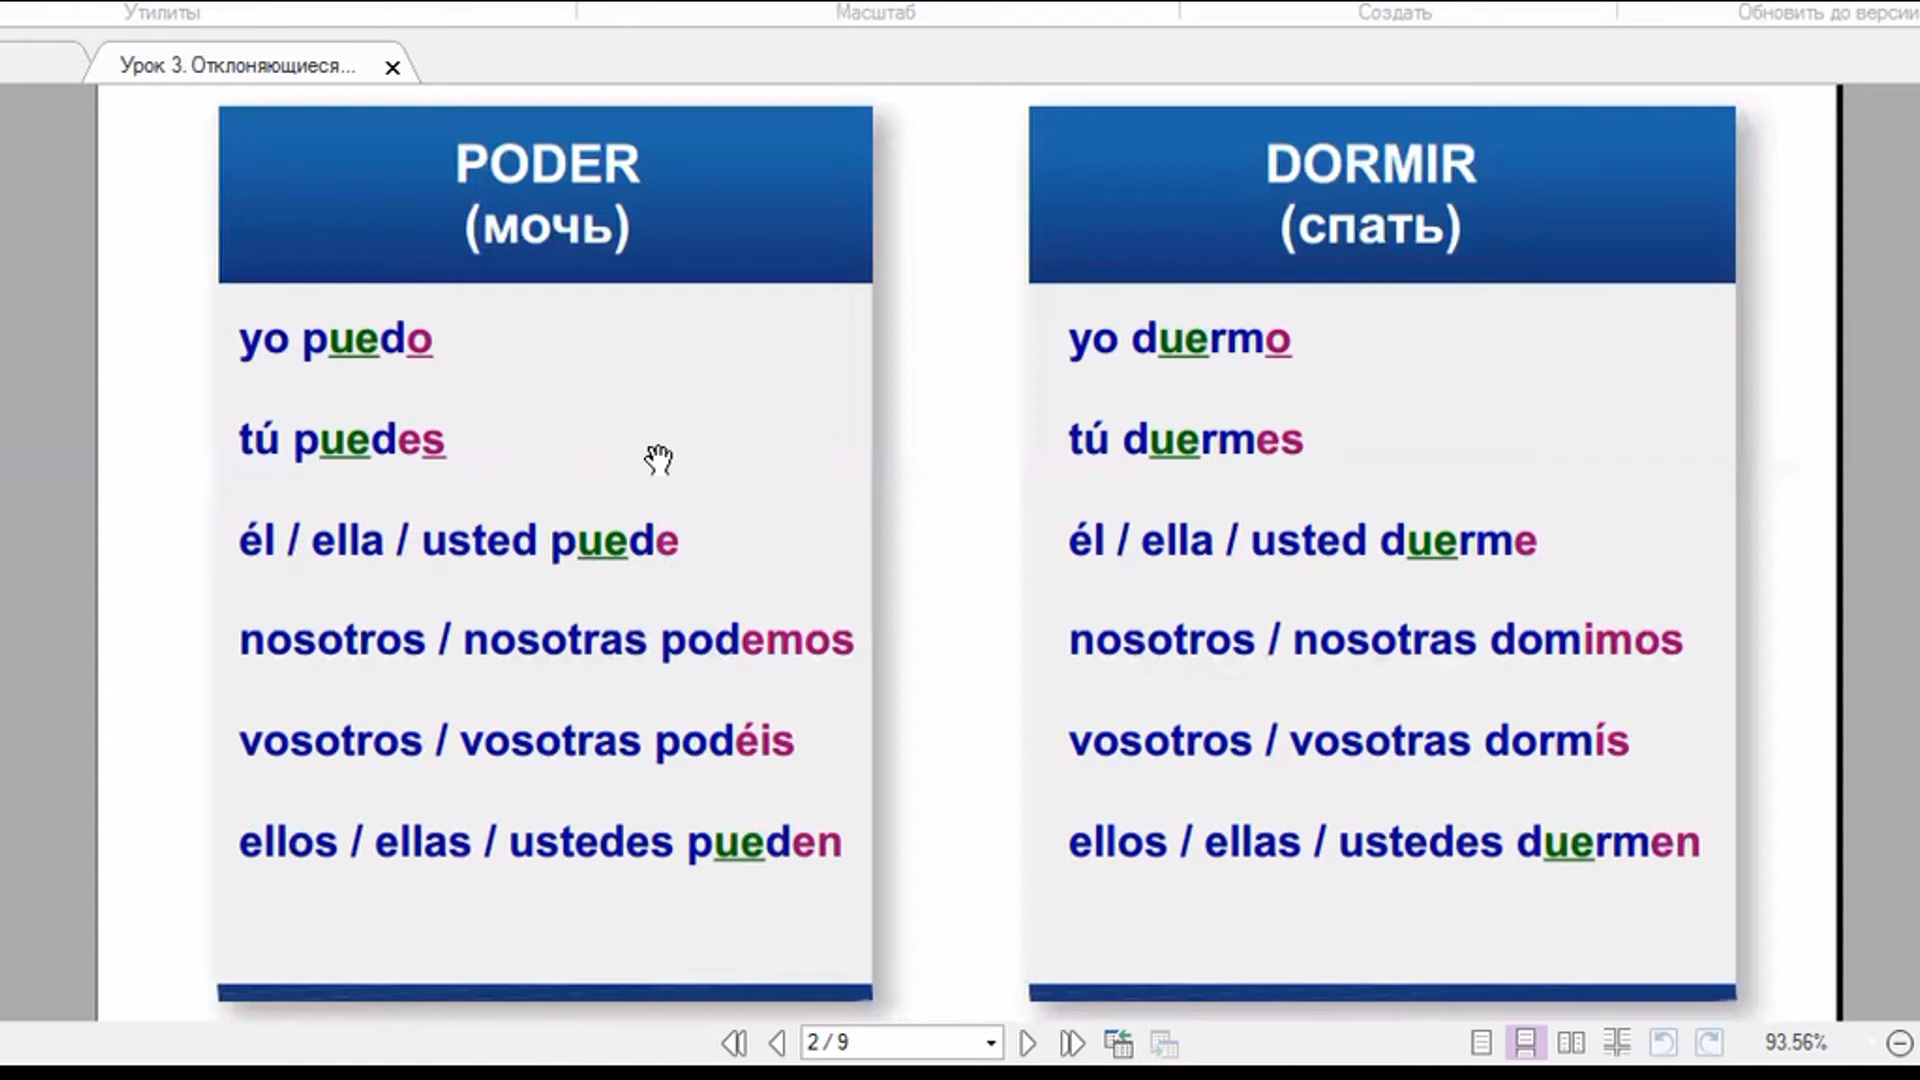 Утилиты Масштаб Создать Обновить до версии
Урок 3. Отклоняющиеся...
PODER
(мочь)
yo puedo
tú puedes
él / ella / usted puede
nosotros / nosotras podemos
vosotros / vosotras podéis
ellos / ellas / ustedes pueden
DORMIR
(спать)
yo duermo
tú duermes
él / ella / usted duerme
nosotros / nosotras domimos
vosotros / vosotras dormís
ellos / ellas / ustedes duermen
2 / 9
93.56%